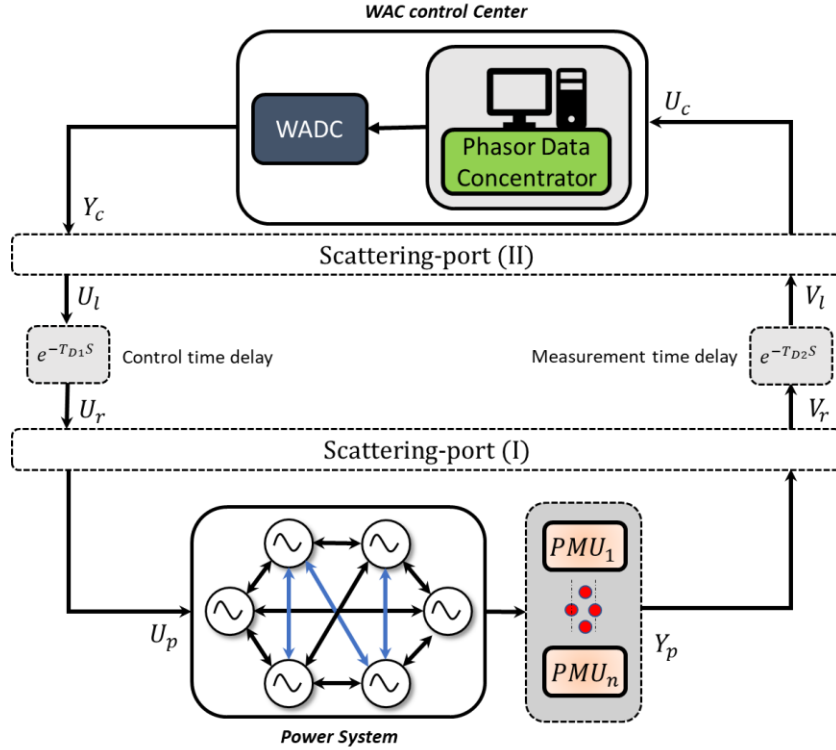 WAC control Center
WADC
Phasor Data
Concentrator
U_c
Y_c
Scattering-port (II)
U_l
V_l
e^{-T_{D1}S}
Control time delay
Measurement time delay
e^{-T_{D2}S}
U_r
V_r
Scattering-port (I)
PMU_1
U_p
Y_p
PMU_n
Power System